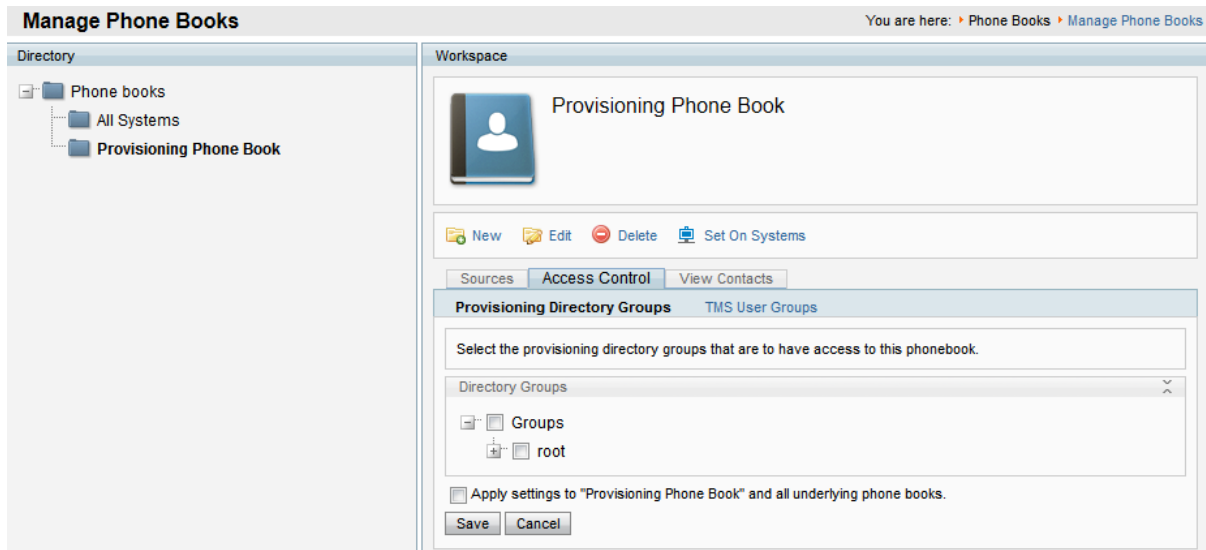 Manage Phone Books
You are here: Phone Books Manage Phone Books
Directory
Phone books
All Systems
Provisioning Phone Book
Workspace
Provisioning Phone Book
New Edit Delete Set On Systems
Sources Access Control View Contacts
Provisioning Directory Groups TMS User Groups
Select the provisioning directory groups that are to have access to this phonebook.
Directory Groups
Groups
root
Apply settings to "Provisioning Phone Book" and all underlying phone books.
Save Cancel